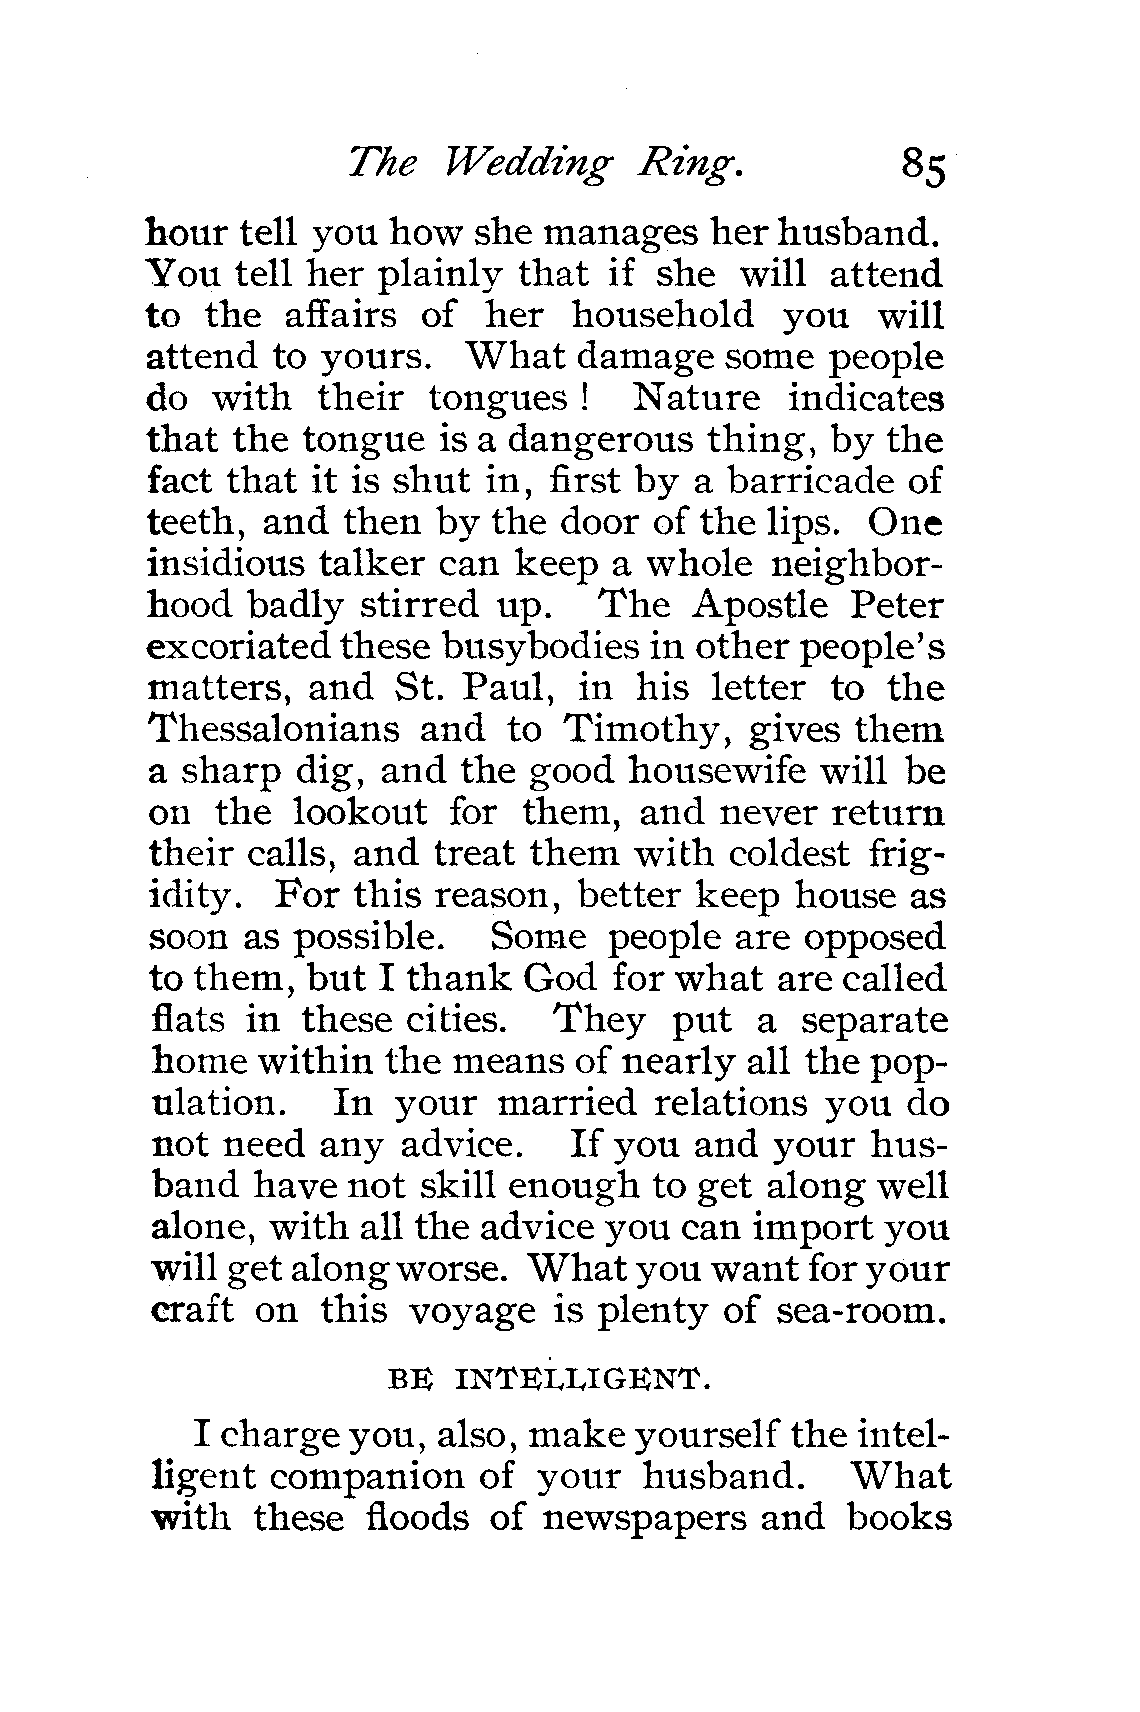 The Wedding Ring. 85
hour tell you how she manages her husband.
You tell her plainly that if she will attend
to the affairs of her household you will
attend to yours. What damage some people
do with their tongues ! Nature indicates
that the tongue is a dangerous thing, by the
fact that it is shut in, first by a barricade of
teeth, and then by the door of the lips. One
insidious talker can keep a whole neighbor-
hood badly stirred up. The Apostle Peter
excoriated these busybodies in other people's
matters, and St. Paul, in his letter to the
Thessalonians and to Timothy, gives them
a sharp dig, and the good housewife will be
on the lookout for them, and never return
their calls, and treat them with coldest frig-
idity. For this reason, better keep house as
soon as possible. Some people are opposed
to them, but I thank God for what are called
flats in these cities. They put a separate
home within the means of nearly all the pop-
ulation. In your married relations you do
not need any advice. If you and your hus-
band have not skill enough to get along well
alone, with all the advice you can import you
will get along worse. What you want for your
craft on this voyage is plenty of sea-room.
BE INTELLIGENT.
I charge you, also, make yourself the intel-
ligent companion of your husband. What
with these floods of newspapers and books